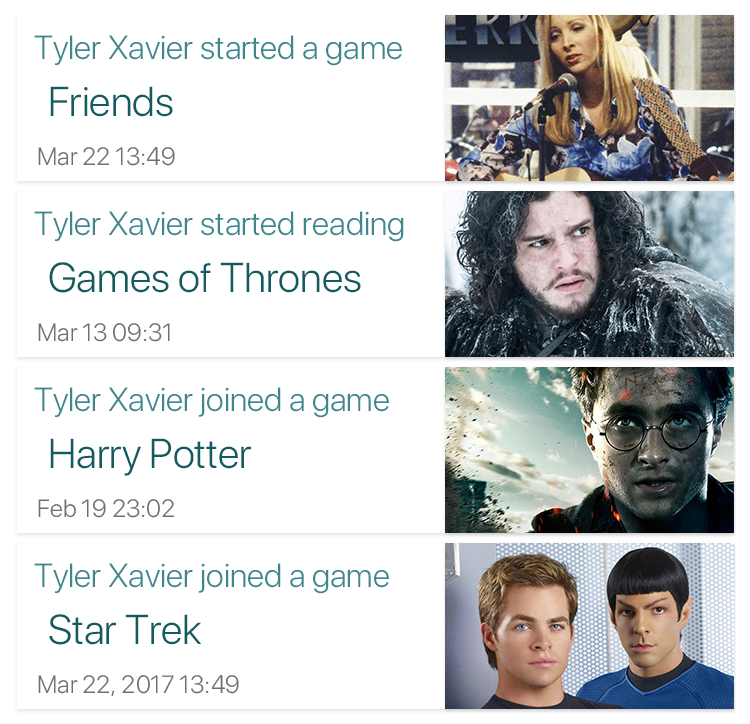 Tyler Xavier started a game
Friends
Mar 22 13:49
Tyler Xavier started reading
Games of Thrones
Mar 13 09:31
Tyler Xavier joined a game
Harry Potter
Feb 19 23:02
Tyler Xavier joined a game
Star Trek
Mar 22, 2017 13:49